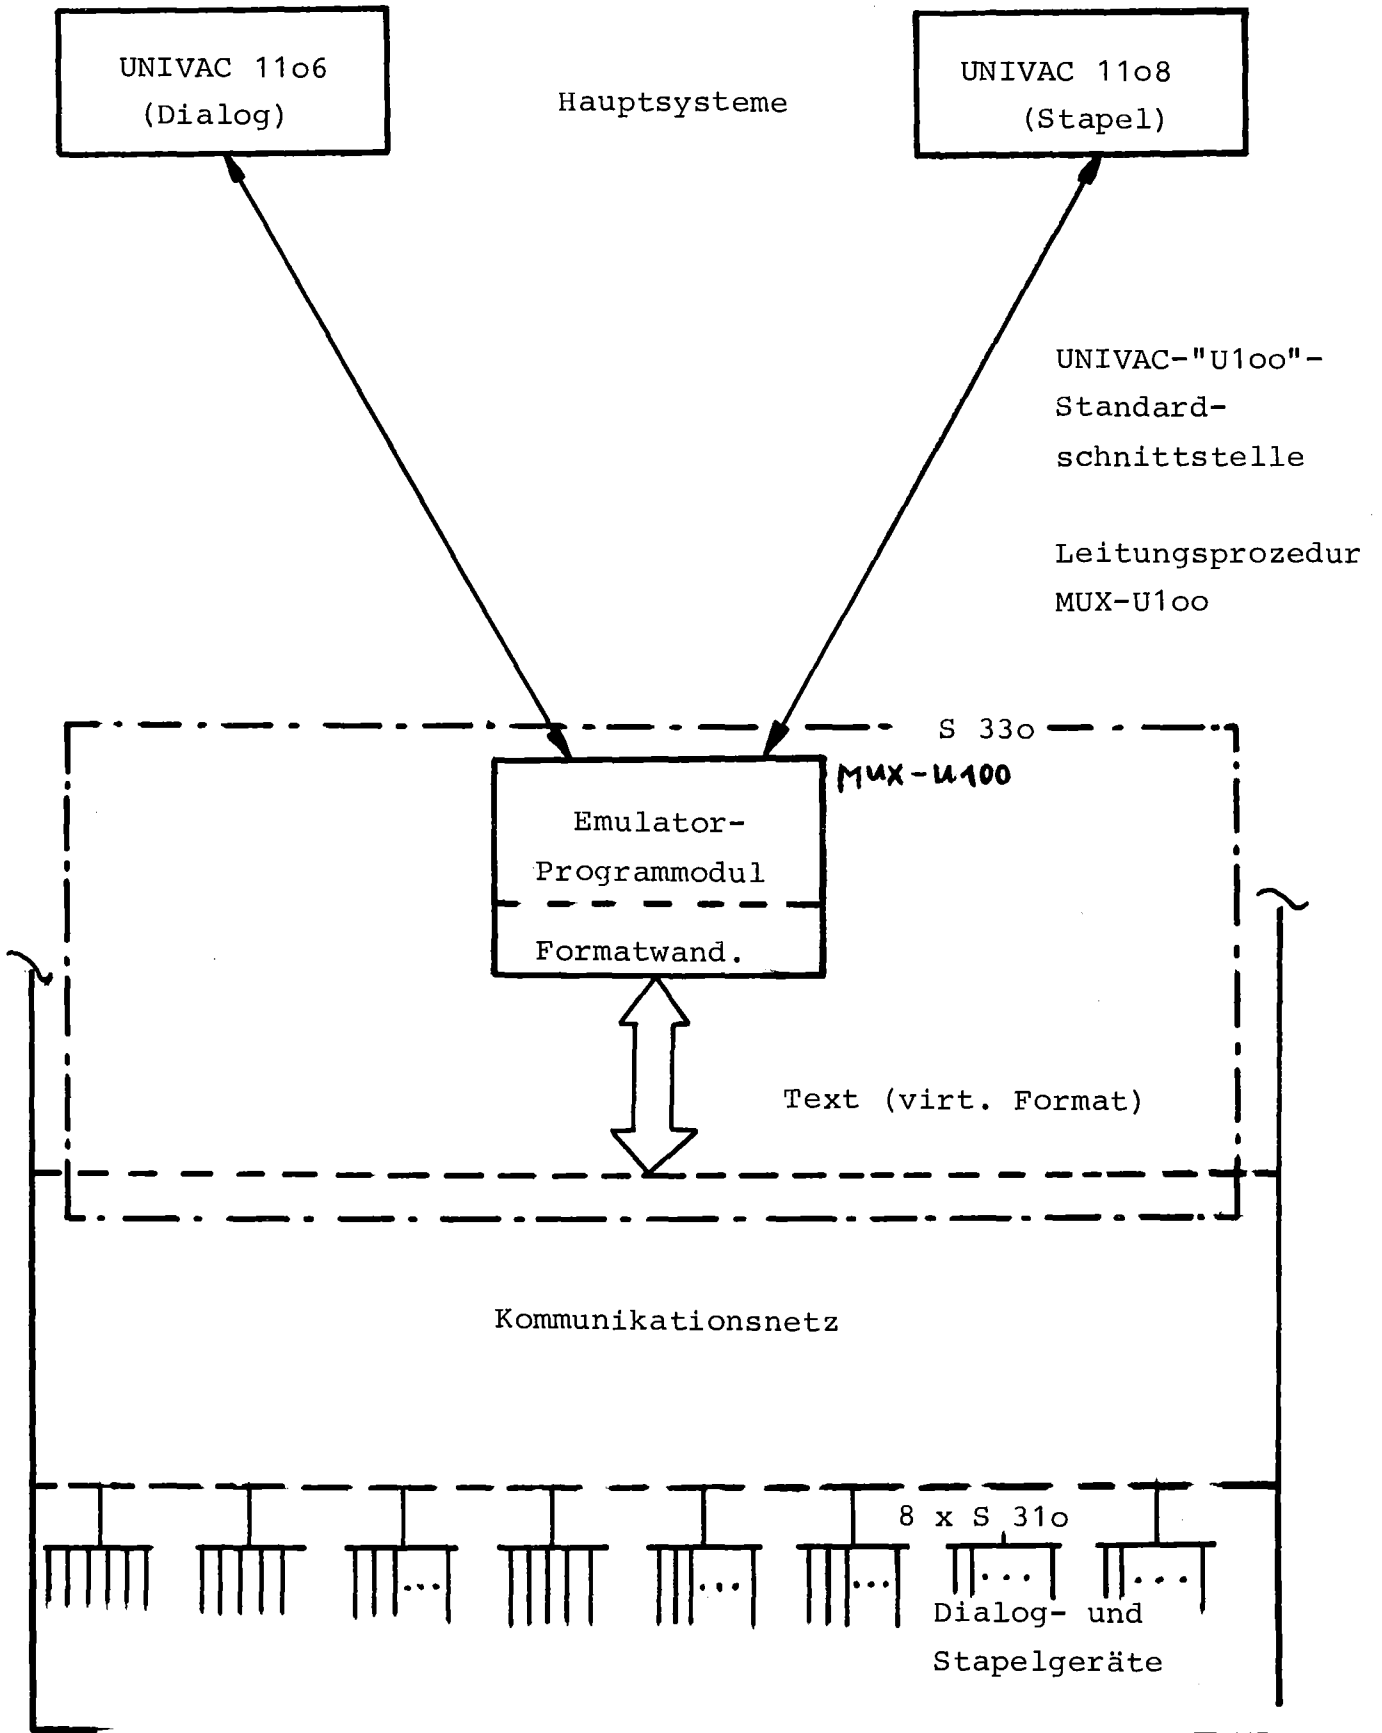 UNIVAC 11o6
(Dialog)
Hauptsysteme
UNIVAC 11o8
(Stapel)
UNIVAC-"U1oo"-
Standard-
schnittstelle
Leitungsprozedur
MUX-U1oo
S 33o
MUX-U100
Emulator-
Programmodul
Formatwand.
Text (virt. Format)
Kommunikationsnetz
8 x S 31o
Dialog- und
Stapelgeräte